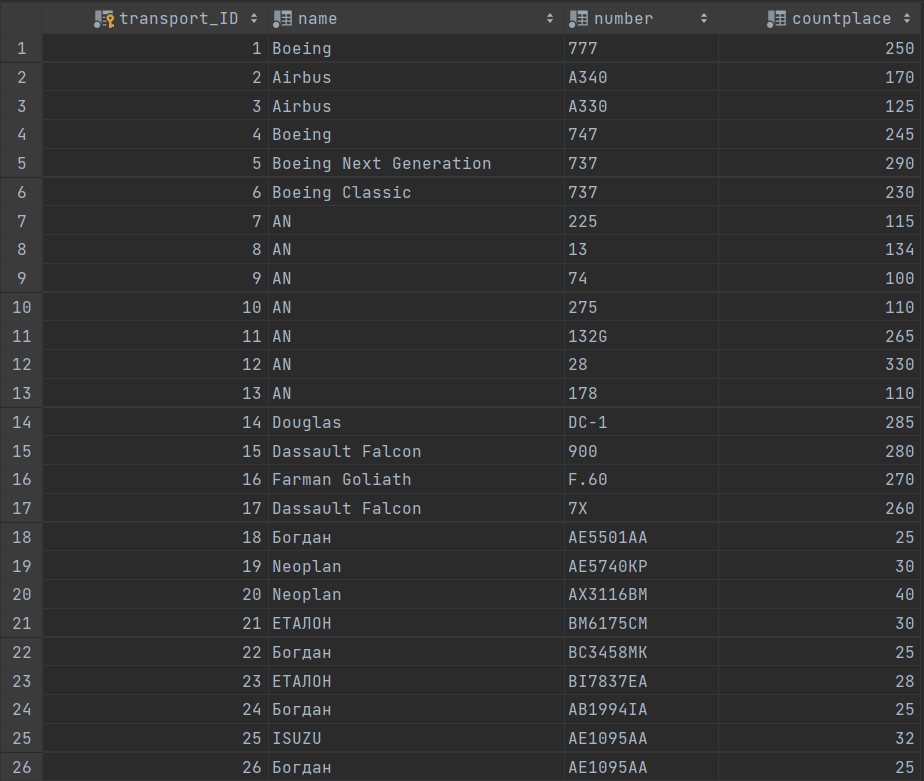 transport_ID name number countplace
1 1 Boeing 777 250
2 2 Airbus A340 170
3 3 Airbus A330 125
4 4 Boeing 747 245
5 5 Boeing Next Generation 737 290
6 6 Boeing Classic 737 230
7 7 AN 225 115
8 8 AN 13 134
9 9 AN 74 100
10 10 AN 275 110
11 11 AN 132G 265
12 12 AN 28 330
13 13 AN 178 110
14 14 Douglas DC-1 285
15 15 Dassault Falcon 900 280
16 16 Farman Goliath F.60 270
17 17 Dassault Falcon 7X 260
18 18 Богдан AE5501AA 25
19 19 Neoplan AE5740KP 30
20 20 Neoplan AX3116BM 40
21 21 ЕТАЛОН BM6175CM 30
22 22 Богдан BC3458MK 25
23 23 ЕТАЛОН BI7837EA 28
24 24 Богдан AB1994IA 25
25 25 ISUZU AE1095AA 32
26 26 Богдан AE1095AA 25